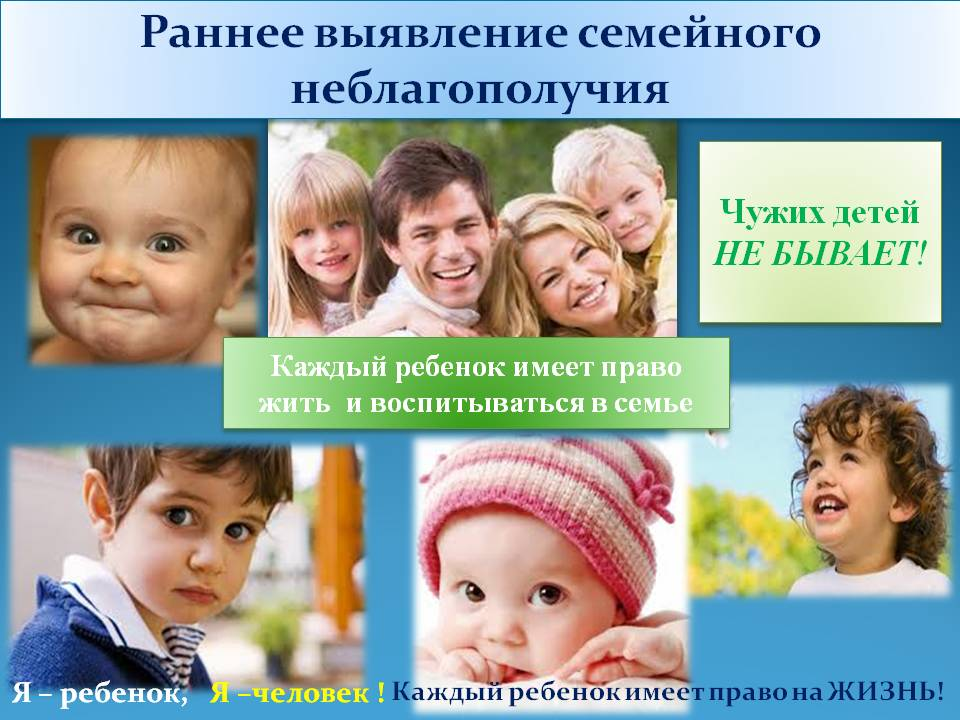 Раннее выявление семейного
неблагополучия
Чужих детей
НЕ БЫВАЕТ!
Каждый ребенок имеет право
жить и воспитываться в семье
Я – ребенок, Я –человек ! Каждый ребенок имеет право на ЖИЗНЬ!